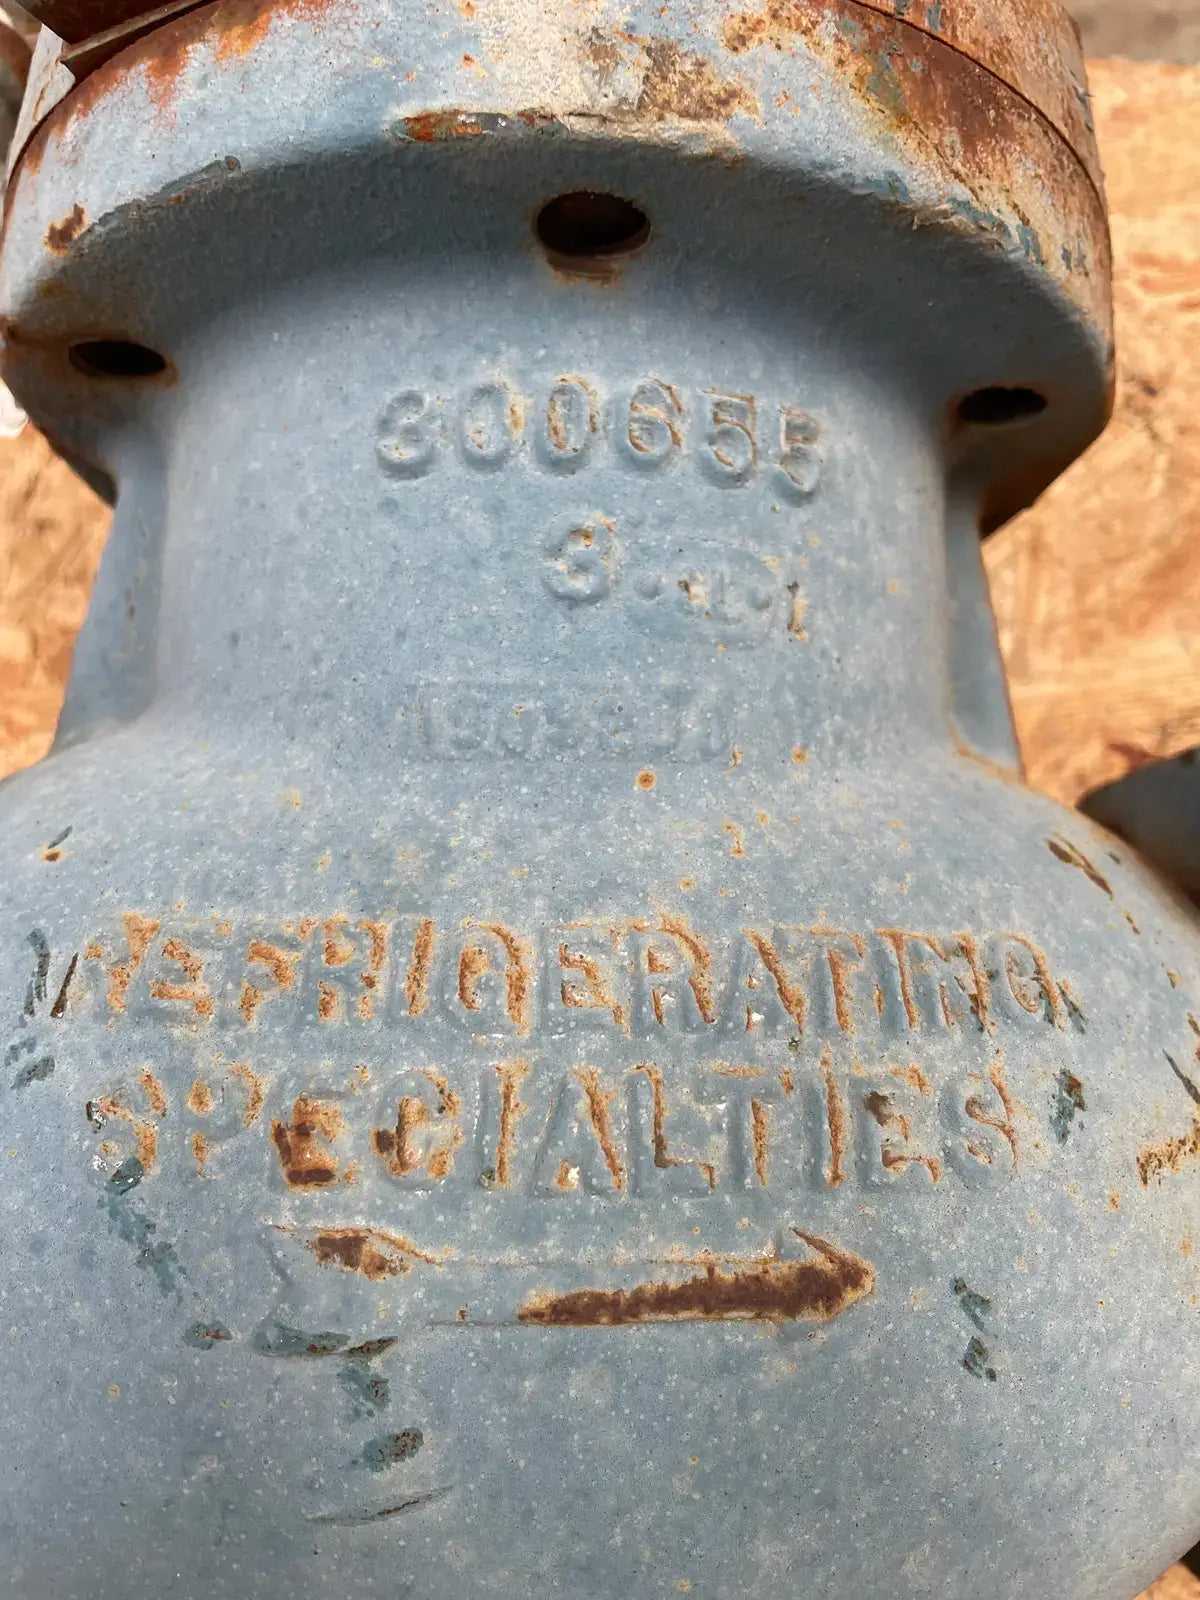 300655
3
REFRIGERATING
SPECIALTIES